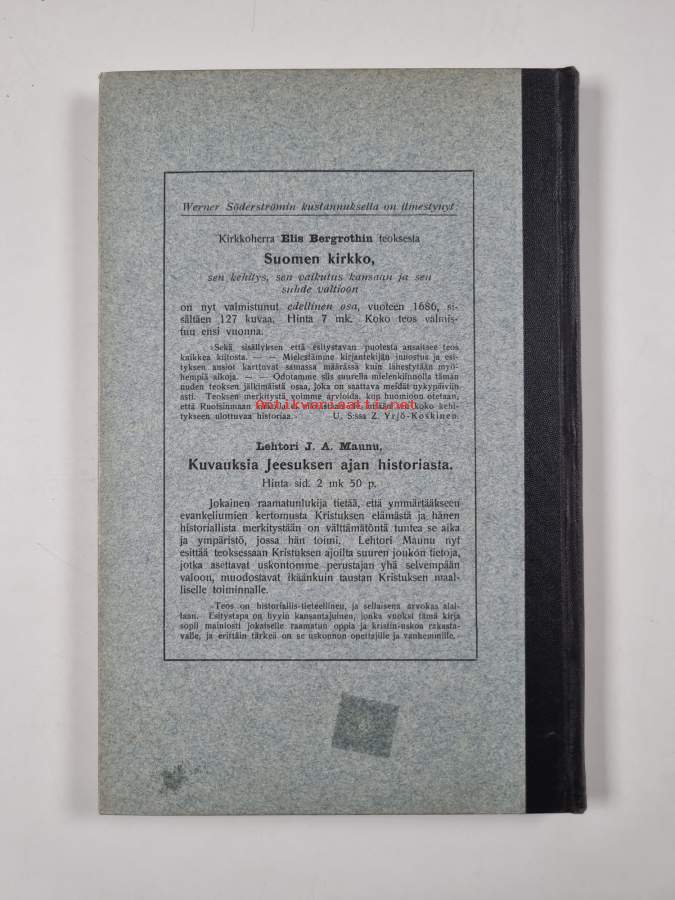 Werner Söderströmin kustannuksella on ilmestynyt:
Kirkkoherra Elis Bergrothin teoksesta
Suomen kirkko,
sen kehitys, sen vaikutus kansaan ja sen
suhde valtioon
on nyt valmistunut edellinen osa, vuoteen 1686, si-
sältäen 127 kuvaa. Hinta 7 mk. Koko teos valmis-
tuu ensi vuonna.
»Sekä sisällyksen että esitystavan puolesta ansaitsee teos
kaikkea kiitosta. — — Mielestämme kirjantekijän innostus ja esi-
tyksen ansiot karttuvat samassa määrässä kuin lähestytään myö-
hempiä aikoja. — — Odotamme siis suurella mielenkiinnolla tämän
uuden teoksen jälkimäistä osaa, joka on saattava meidät nykypäiviin
asti. Teoksen merkitystä voimme arvioida, kun huomioon otetaan,
että Ruotsinmaan koko
tykseen ulottuvaa historiaa. U. S:ssa Z. Yrjö-Koskinen.
antikvariaatti.net
Lehtori J. A. Maunu,
Kuvauksia Jeesuksen ajan historiasta.
Hinta sid. 2 mk 50 p.
Jokainen raamatunlukija tietää, että ymmärtääkseen
evankeliumien kertomusta Kristuksen elämästä ja hänen
historiallista merkitystään on välttämätöntä tuntea se aika
ja ympäristö, jossa hän toimi. Lehtori Maunu nyt
esittää teoksessaan Kristuksen ajoilta suuren joukon tietoja,
jotka asettavat uskontomme perustajan yhä selvempään
valoon, muodostavat ikäänkuin taustan Kristuksen maal-
liselle toiminnalle.
»Teos on historiallis-tieteellinen, ja sellaisena arvokas alal-
laan. Esitystapa on hyvin kansantajuinen, jonka vuoksi tämä kirja
sopii mainiosti jokaiselle raamatun oppia ja kristin-uskoa rakasta-
valle, ja erittäin tärkeä on se uskonnon opettajille ja vanhemmille.